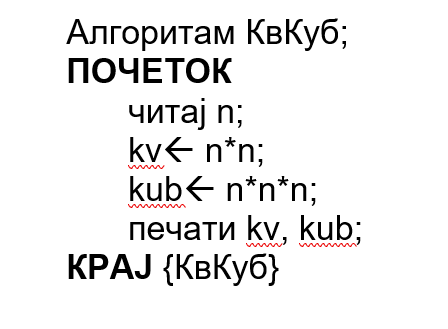 Алгоритам КвКуб;
ПОЧЕТОК
читај n;
kv← n*n;
kub← n*n*n;
печати kv, kub;
КРАЈ {КвКуб}